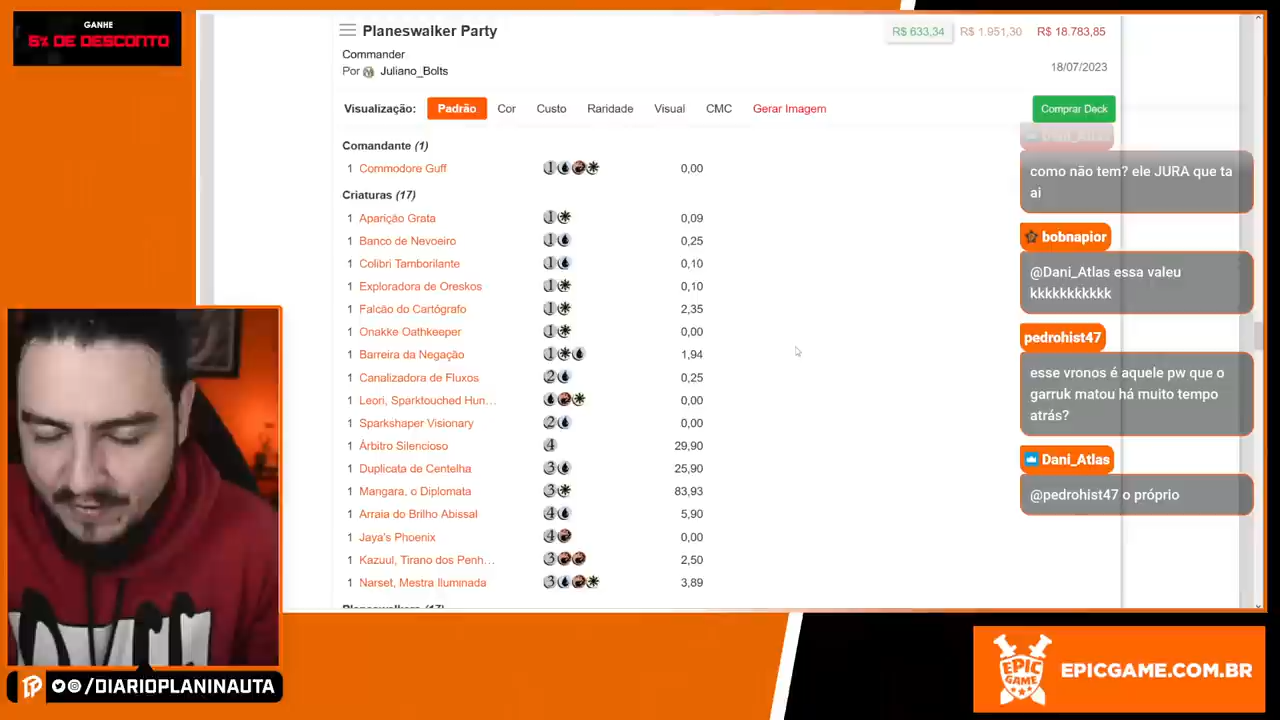 GANHE
5% DE DESCONTO
Planeswalker Party
R$ 633,34 R$ 1.951,30 R$ 18.783,85
Commander
Por Juliano_Bolts
18/07/2023
Visualização: Padrão Cor Custo Raridade Visual CMC Gerar Imagem
Comprar Deck
Comandante (1)
1 Commodore Guff 0,00
Criaturas (17)
1 Aparição Grata 0,09
1 Banco de Nevoeiro 0,25
1 Colibri Tamborilante 0,10
1 Exploradora de Oreskos 0,10
1 Falcão do Cartógrafo 2,35
1 Onakke Oathkeeper 0,00
1 Barreira da Negação 1,94
1 Canalizadora de Fluxos 0,25
1 Leori, Sparktouched Hun... 0,00
1 Sparkshaper Visionary 0,00
1 Árbitro Silencioso 29,90
1 Duplicata de Centelha 25,90
1 Mangara, o Diplomata 83,93
1 Arraia do Brilho Abissal 5,90
1 Jaya's Phoenix 0,00
1 Kazuul, Tirano dos Penh... 2,50
1 Narset, Mestra Iluminada 3,89
Planeswalkers (17)
Dani_Atlas
como não tem? ele JURA que ta
ai
bobnapior
@Dani_Atlas essa valeu
kkkkkkkkkkk
pedrohist47
esse vronos é aquele pw que o
garruk matou há muito tempo
atrás?
Dani_Atlas
@pedrohist47 o próprio
/DIARIOPLANINAUTA
EPIC
GAME
EPICGAME.COM.BR